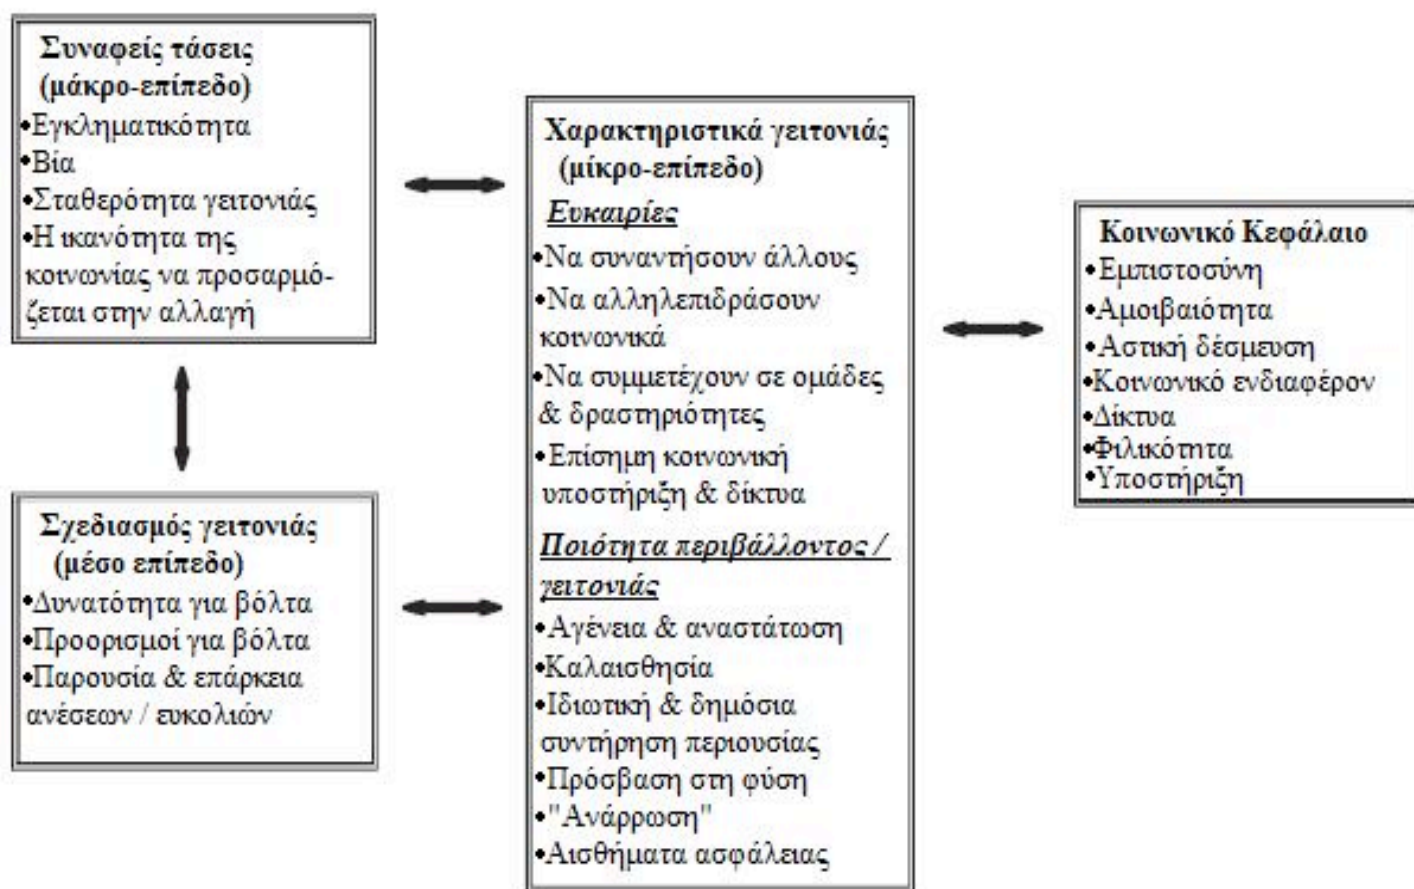 Συναφείς τάσεις
(μάκρο-επίπεδο)
•Εγκληματικότητα
•Βία
•Σταθερότητα γειτονιάς
•Η ικανότητα της
κοινωνίας να προσαρμό-
ζεται στην αλλαγή
Σχεδιασμός γειτονιάς
(μέσο επίπεδο)
•Δυνατότητα για βόλτα
•Προορισμοί για βόλτα
•Παρουσία & επάρκεια
ανέσεων / ευκολιών
Χαρακτηριστικά γειτονιάς
(μίκρο-επίπεδο)
Ευκαιρίες
•Να συναντήσουν άλλους
•Να αλληλεπιδράσουν
κοινωνικά
•Να συμμετέχουν σε ομάδες
& δραστηριότητες
•Επίσημη κοινωνική
υποστήριξη & δίκτυα
Ποιότητα περιβάλλοντος /
γειτονιάς
•Αγένεια & αναστάτωση
•Καλαισθησία
•Ιδιωτική & δημόσια
συντήρηση περιουσίας
•Πρόσβαση στη φύση
•"Ανάρρωση"
•Αισθήματα ασφάλειας
Κοινωνικό Κεφάλαιο
•Εμπιστοσύνη
•Αμοιβαιότητα
•Αστική δέσμευση
•Κοινωνικό ενδιαφέρον
•Δίκτυα
•Φιλικότητα
•Υποστήριξη